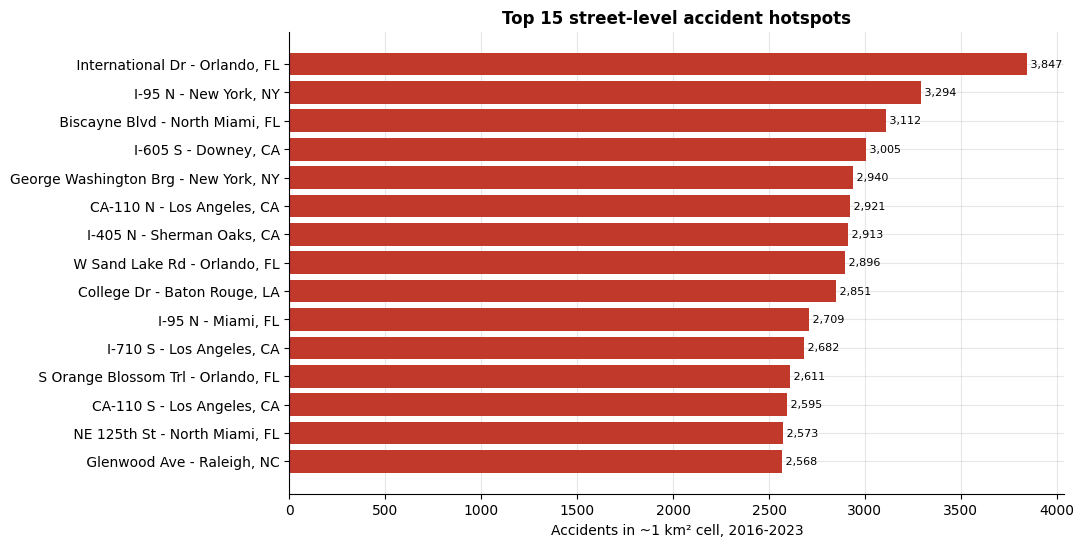 Top 15 street-level accident hotspots
International Dr - Orlando, FL 3,847
I-95 N - New York, NY 3,294
Biscayne Blvd - North Miami, FL 3,112
I-605 S - Downey, CA 3,005
George Washington Brg - New York, NY 2,940
CA-110 N - Los Angeles, CA 2,921
I-405 N - Sherman Oaks, CA 2,913
W Sand Lake Rd - Orlando, FL 2,896
College Dr - Baton Rouge, LA 2,851
I-95 N - Miami, FL 2,709
I-710 S - Los Angeles, CA 2,682
S Orange Blossom Trl - Orlando, FL 2,611
CA-110 S - Los Angeles, CA 2,595
NE 125th St - North Miami, FL 2,573
Glenwood Ave - Raleigh, NC 2,568
0 500 1000 1500 2000 2500 3000 3500 4000
Accidents in ~1 km² cell, 2016-2023